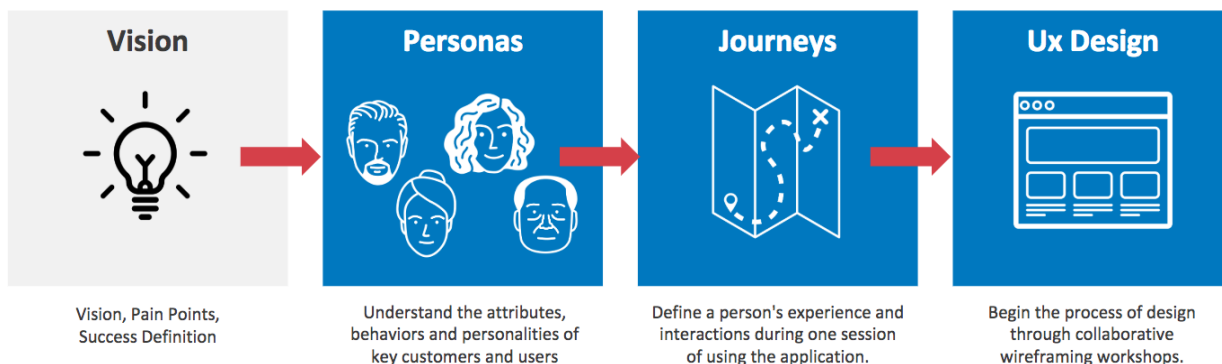 Vision
Personas
Journeys
Ux Design
Vision, Pain Points,
Success Definition
Understand the attributes,
behaviors and personalities of
key customers and users
Define a person's experience and
interactions during one session
of using the application.
Begin the process of design
through collaborative
wireframing workshops.